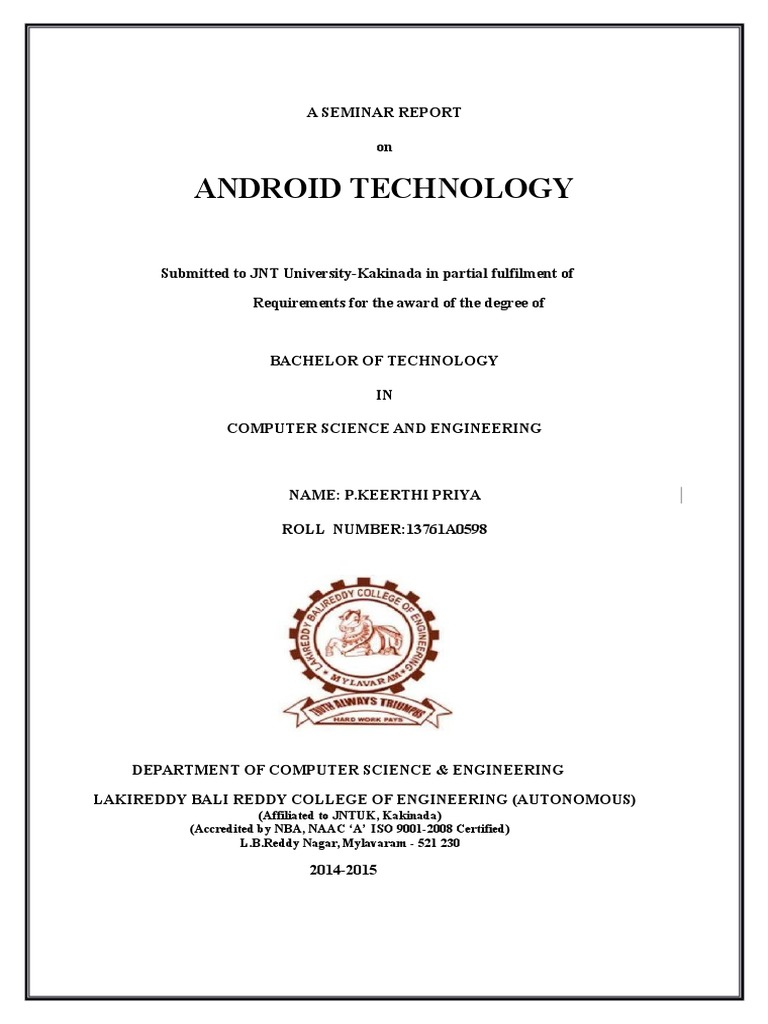 A SEMINAR REPORT
on
ANDROID TECHNOLOGY
Submitted to JNT University-Kakinada in partial fulfilment of
Requirements for the award of the degree of
BACHELOR OF TECHNOLOGY
IN
COMPUTER SCIENCE AND ENGINEERING
NAME: P.KEERTHI PRIYA
ROLL  NUMBER:13761A0598
LAKIREDDY BALIREDDY COLLEGE OF ENGINEERING
* MYLAVARAM *
TRUTH ALWAYS TRIUMPHS
HARD WORK PAYS
DEPARTMENT OF COMPUTER SCIENCE & ENGINEERING
LAKIREDDY BALI REDDY COLLEGE OF ENGINEERING (AUTONOMOUS)
(Affiliated to JNTUK, Kakinada)
(Accredited by NBA, NAAC ‘A’ ISO 9001-2008 Certified)
L.B.Reddy Nagar, Mylavaram - 521 230
2014-2015